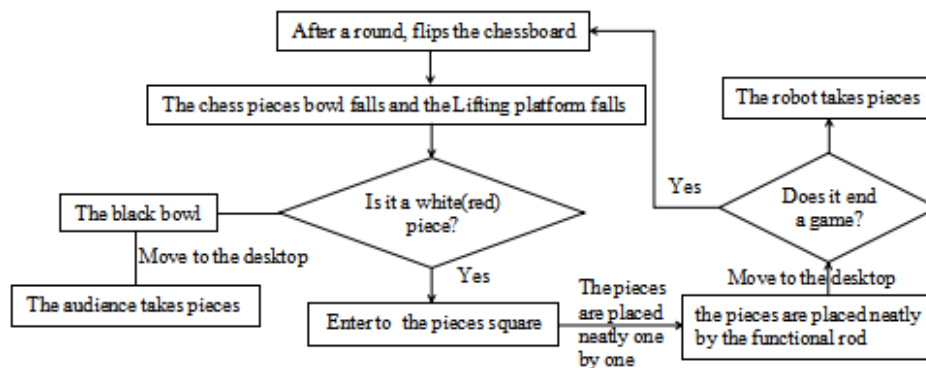 After a round, flips the chessboard
The chess pieces bowl falls and the Lifting platform falls
The robot takes pieces
Is it a white(red)
piece?
Yes
Does it end
a game?
The black bowl
Move to the desktop
The audience takes pieces
Yes
Enter to the pieces square
The pieces
are placed
neatly one
by one
Move to the desktop
the pieces are placed neatly
by the functional rod